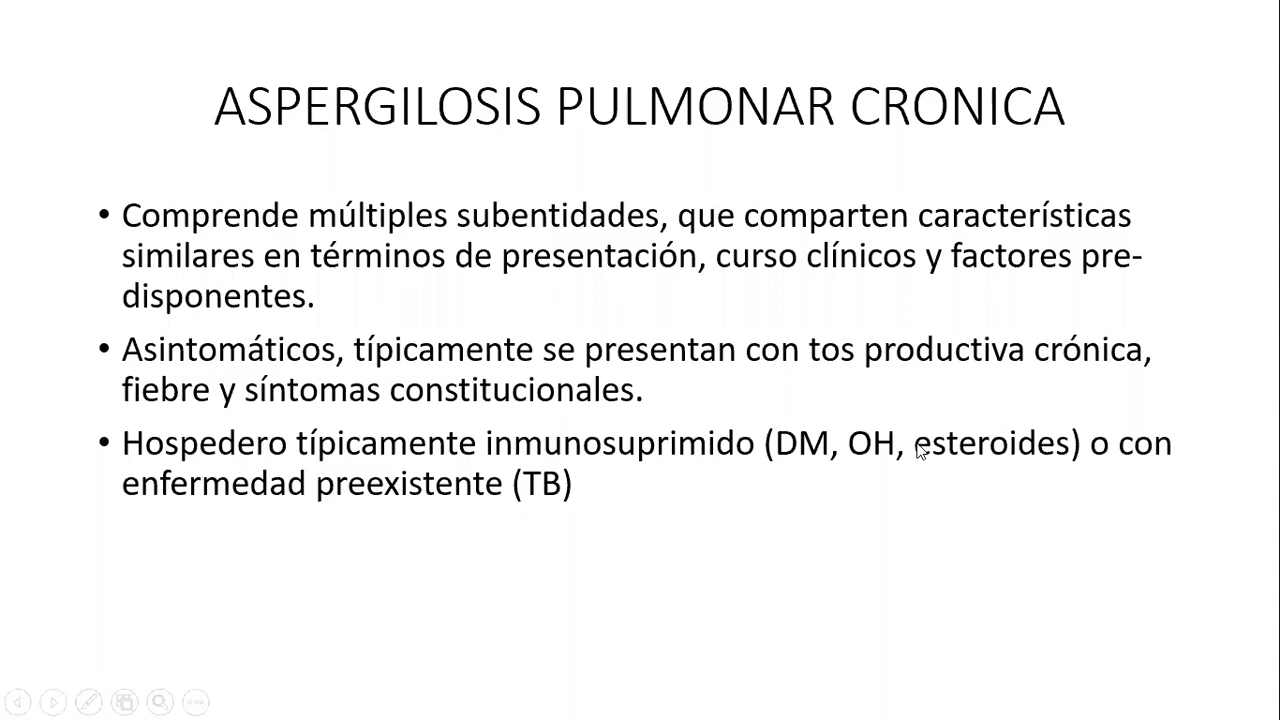 ASPERGILOSIS PULMONAR CRONICA
• Comprende múltiples subentidades, que comparten características
similares en términos de presentación, curso clínicos y factores pre-
disponentes.
• Asintomáticos, típicamente se presentan con tos productiva crónica,
fiebre y síntomas constitucionales.
• Hospedero típicamente inmunosuprimido (DM, OH, esteroides) o con
enfermedad preexistente (TB)